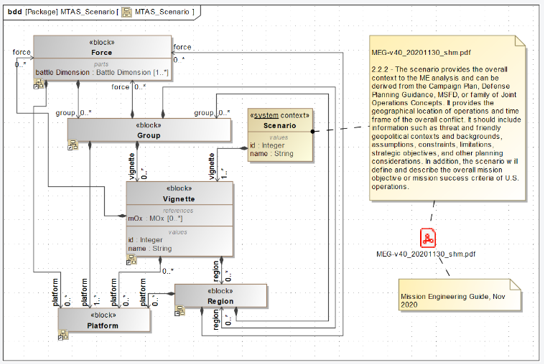 bdd [Package] MTAS_Scenario [ MTAS_Scenario ]
force
0..*
«block»
Force
parts
battle Dimension : Battle Dimension [1..*]
force
0..*
group 0..*
force
0..*
group 0..*
«block»
Group
«system context»
Scenario
values
id : Integer
name : String
vignette
0..*
vignette
1..*
«block»
Vignette
references
mOx : MOx [0..*]
values
id : Integer
name : String
0..*
platform
0..*
platform
1..*
platform
region
0..*
«block»
Region
«block»
Platform
region
0..*
MEG-v40_20201130_shm.pdf
2.2.2 - The scenario provides the overall
context to the ME analysis and can be
derived from the Campaign Plan, Defense
Planning Guidance, MSFD, or family of Joint
Operations Concepts. It provides the
geographical location of operations and time
frame of the overall conflict. It should include
information such as threat and friendly
geopolitical contexts and backgrounds,
assumptions, constraints, limitations,
strategic objectives, and other planning
considerations. In addition, the scenario will
define and describe the overall mission
objective or mission success criteria of U.S.
operations.
MEG-v40_20201130_shm.pdf
Mission Engineering Guide, Nov
2020